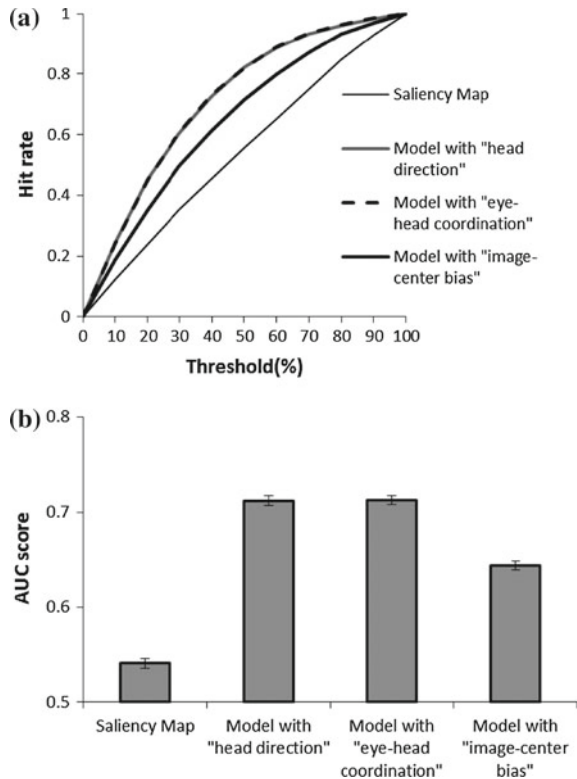 (a)
1
0.8
0.6
0.4
0.2
0
Hit rate
0 10 20 30 40 50 60 70 80 90 100
Threshold(%)
Saliency Map
Model with "head
direction"
Model with "eye-
head coordination"
Model with "image-
center bias"
(b)
0.8
0.7
0.6
0.5
AUC score
Saliency Map
Model with
"head direction"
Model with
"eye-head
coordination"
Model with
"image-center
bias"